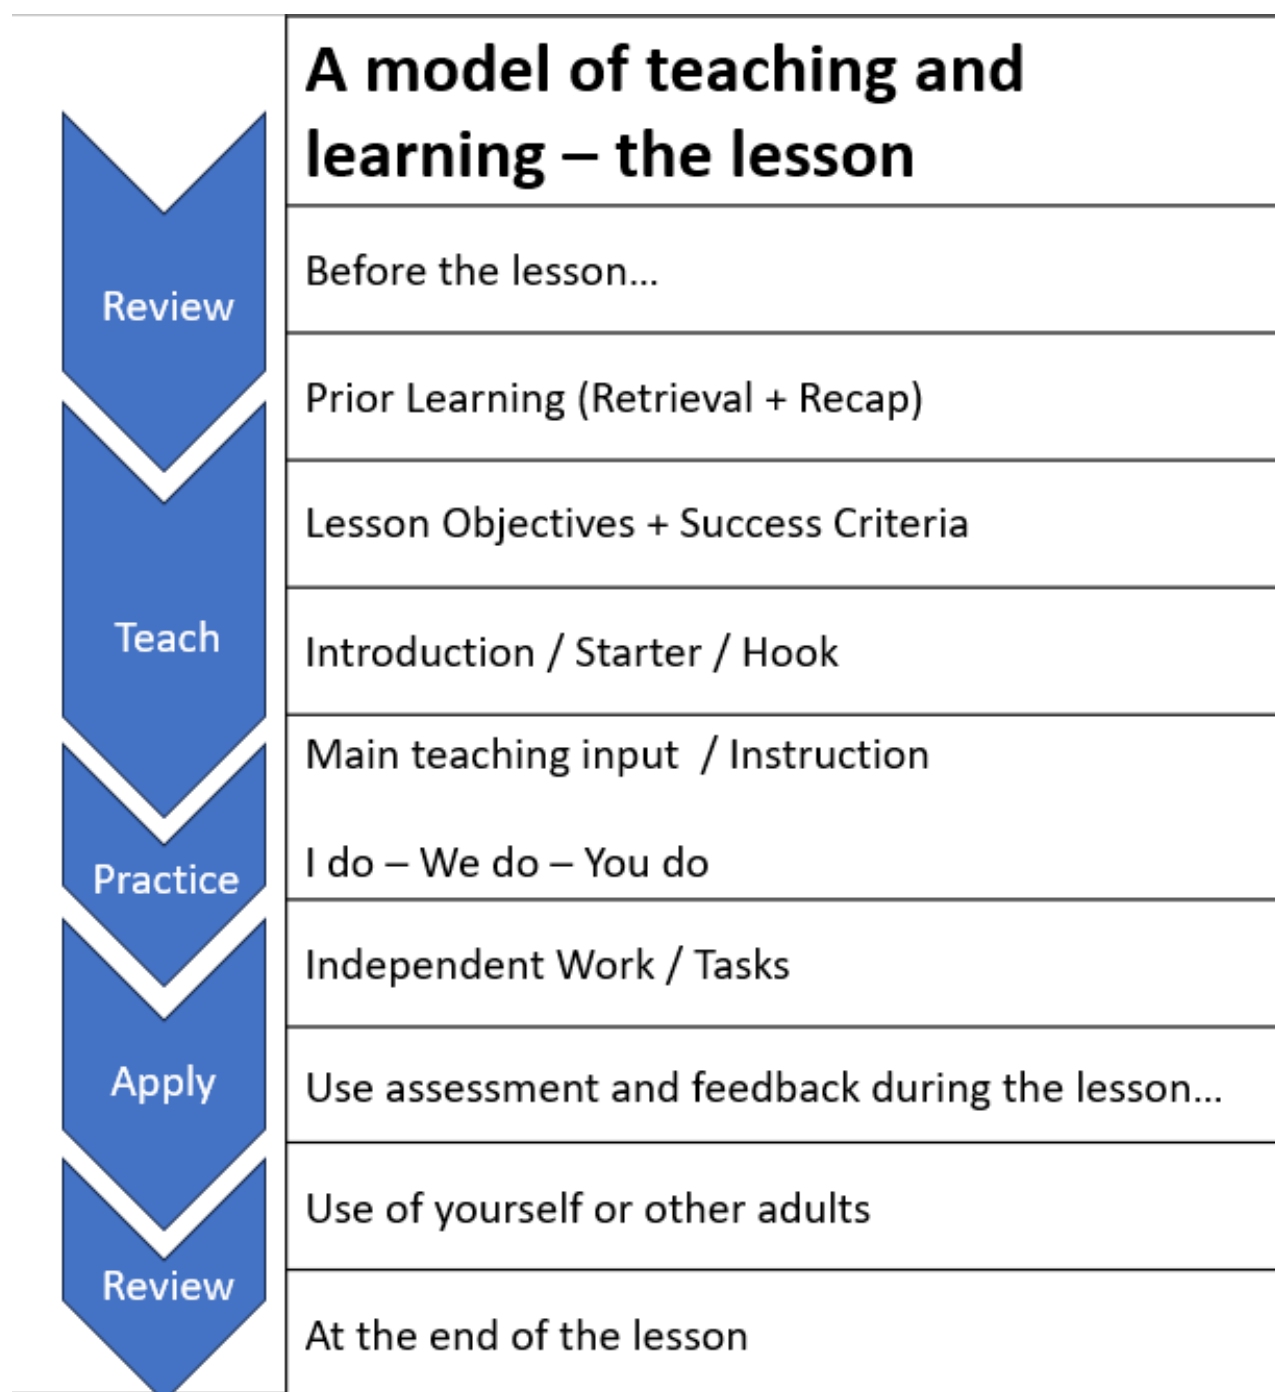 A model of teaching and
learning – the lesson
Review
Before the lesson...
Prior Learning (Retrieval + Recap)
Teach
Lesson Objectives + Success Criteria
Introduction / Starter / Hook
Practice
Main teaching input / Instruction
I do – We do – You do
Apply
Independent Work / Tasks
Use assessment and feedback during the lesson...
Review
Use of yourself or other adults
At the end of the lesson